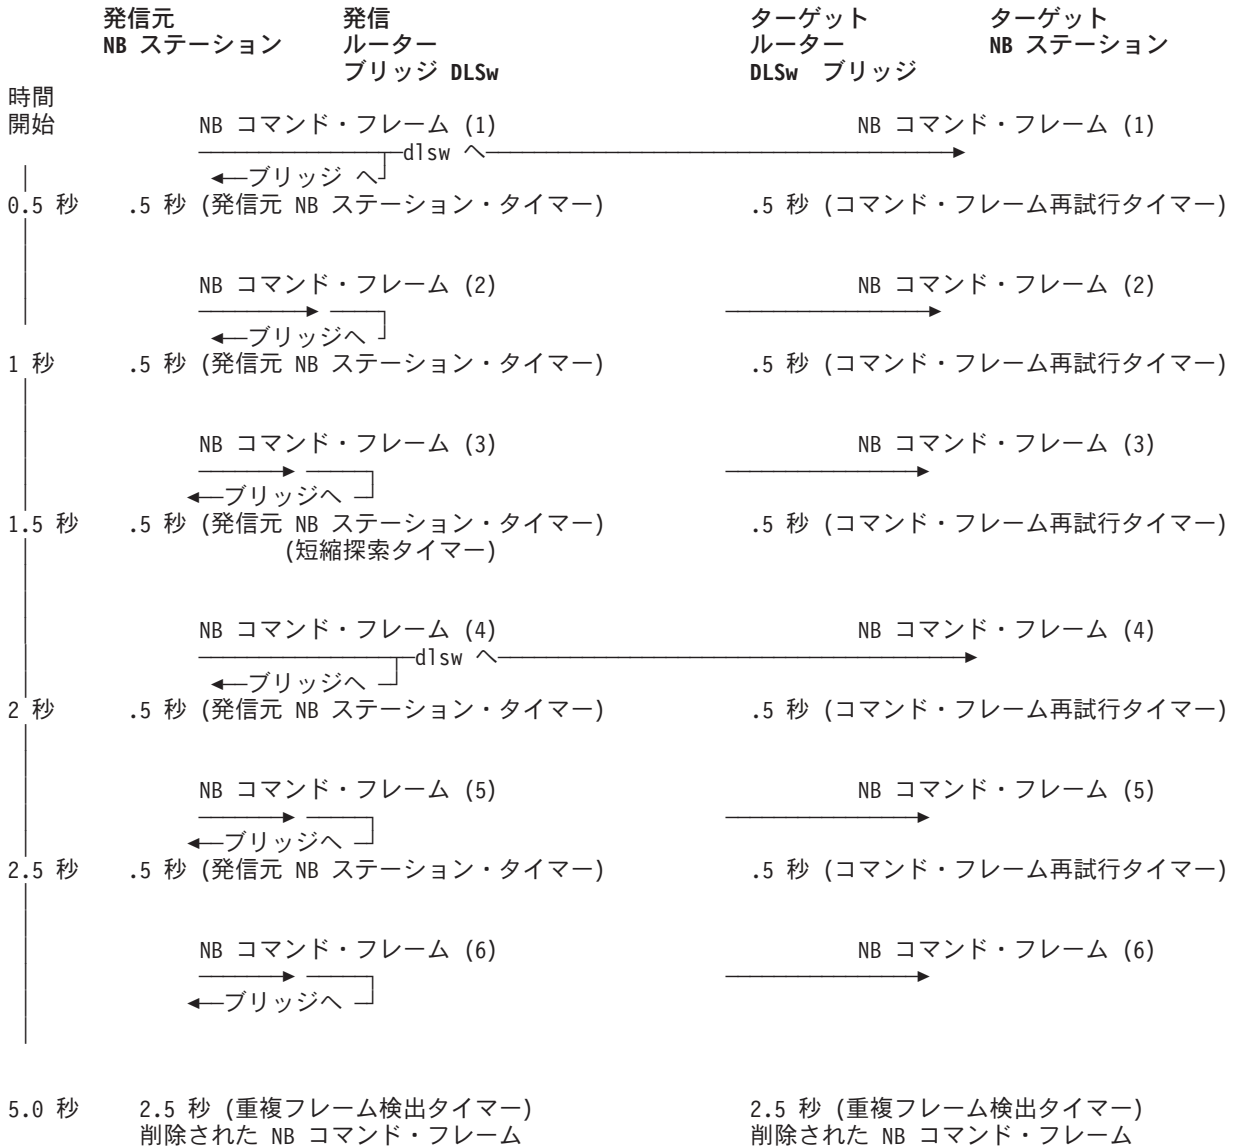 発信元 発信 ターゲット ターゲット
NB ステーション ルーター ルーター NB ステーション
ブリッジ DLSw DLSw ブリッジ
時間
開始 NB コマンド・フレーム (1) NB コマンド・フレーム (1)
dlsw へ
ブリッジ へ
0.5 秒 .5 秒 (発信元 NB ステーション・タイマー) .5 秒 (コマンド・フレーム再試行タイマー)
NB コマンド・フレーム (2) NB コマンド・フレーム (2)
ブリッジへ
1 秒 .5 秒 (発信元 NB ステーション・タイマー) .5 秒 (コマンド・フレーム再試行タイマー)
NB コマンド・フレーム (3) NB コマンド・フレーム (3)
ブリッジへ
1.5 秒 .5 秒 (発信元 NB ステーション・タイマー) .5 秒 (コマンド・フレーム再試行タイマー)
(短縮探索タイマー)
NB コマンド・フレーム (4) NB コマンド・フレーム (4)
dlsw へ
ブリッジへ
2 秒 .5 秒 (発信元 NB ステーション・タイマー) .5 秒 (コマンド・フレーム再試行タイマー)
NB コマンド・フレーム (5) NB コマンド・フレーム (5)
ブリッジへ
2.5 秒 .5 秒 (発信元 NB ステーション・タイマー) .5 秒 (コマンド・フレーム再試行タイマー)
NB コマンド・フレーム (6) NB コマンド・フレーム (6)
ブリッジへ
5.0 秒 2.5 秒 (重複フレーム検出タイマー) 2.5 秒 (重複フレーム検出タイマー)
削除された NB コマンド・フレーム 削除された NB コマンド・フレーム